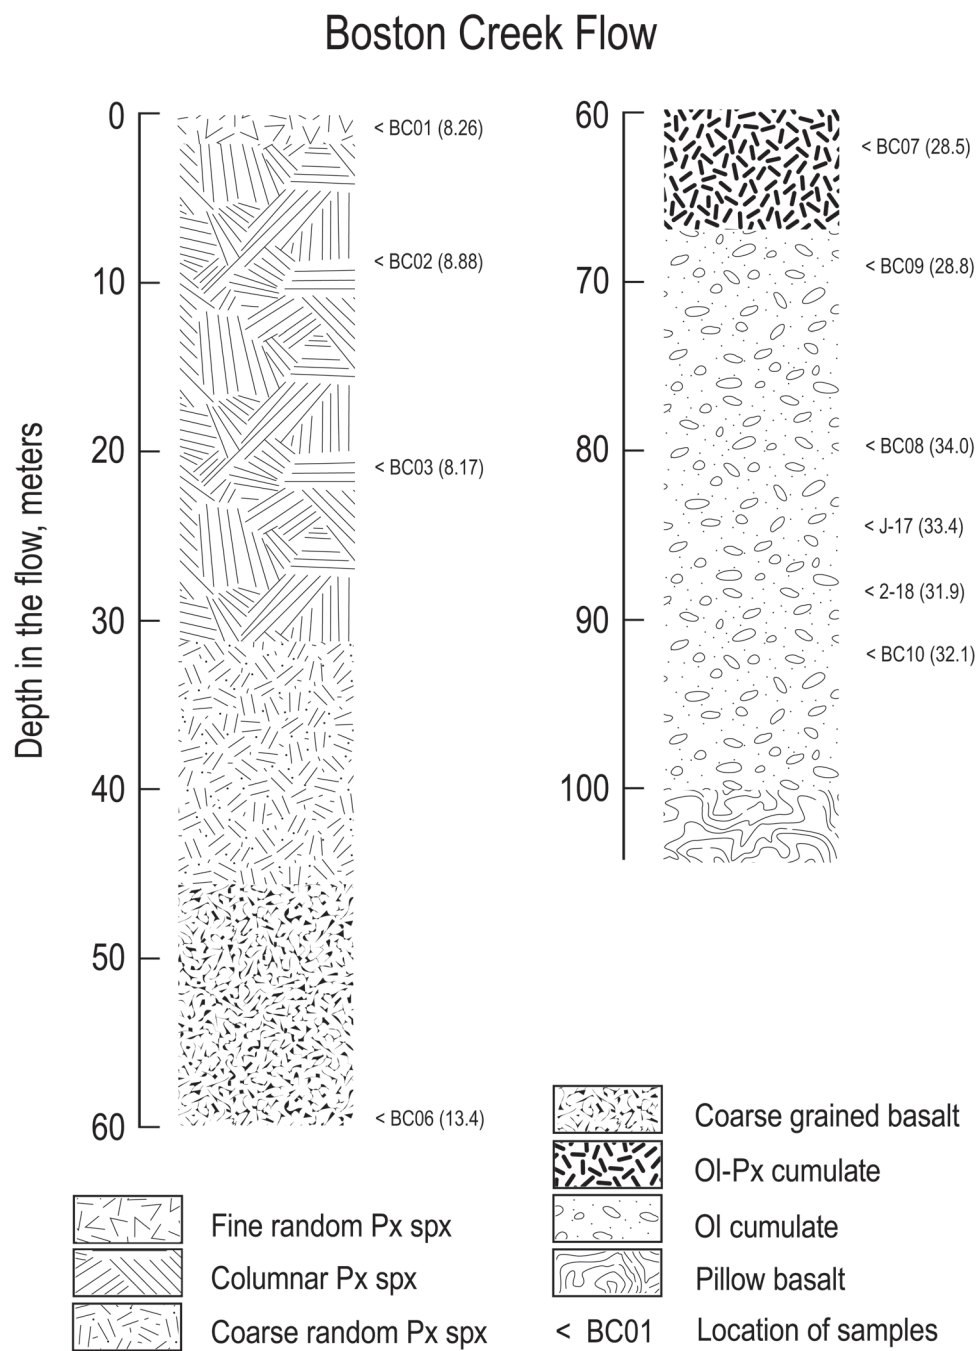 Boston Creek Flow
Depth in the flow, meters
0
10
20
30
40
50
60
< BC01 (8.26)
< BC02 (8.88)
< BC03 (8.17)
< BC06 (13.4)
60
70
80
90
100
< BC07 (28.5)
< BC09 (28.8)
< BC08 (34.0)
< J-17 (33.4)
< 2-18 (31.9)
< BC10 (32.1)
Fine random Px spx
Columnar Px spx
Coarse random Px spx
Coarse grained basalt
Ol-Px cumulate
Ol cumulate
Pillow basalt
< BC01 Location of samples